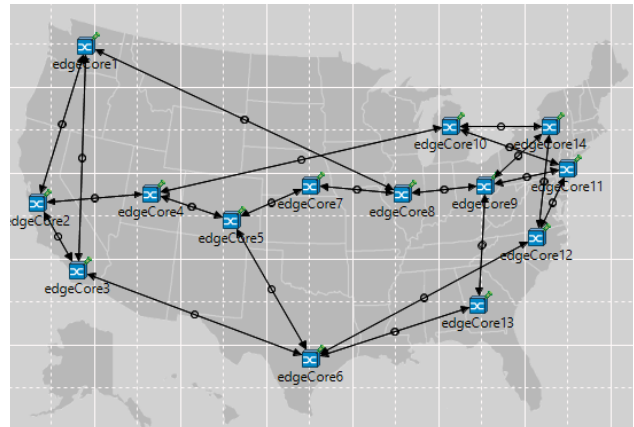 edgeCore1
edgeCore10
edgeCore14
edgeCore11
edgeCore2
edgeCore4
edgeCore7
edgeCore8
edgeCore9
edgeCore5
edgeCore12
edgeCore3
edgeCore13
edgeCore6